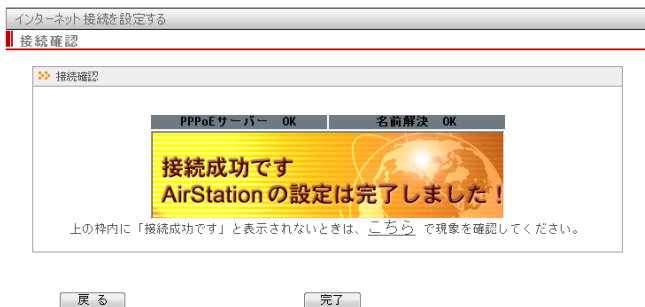 インターネット接続を設定する
接続確認
接続確認
PPPoEサーバー OK 名前解決 OK
接続成功です
AirStationの設定は完了しました!
上の枠内に「接続成功です」と表示されないときは、こちら で現象を確認してください。
戻る 完了